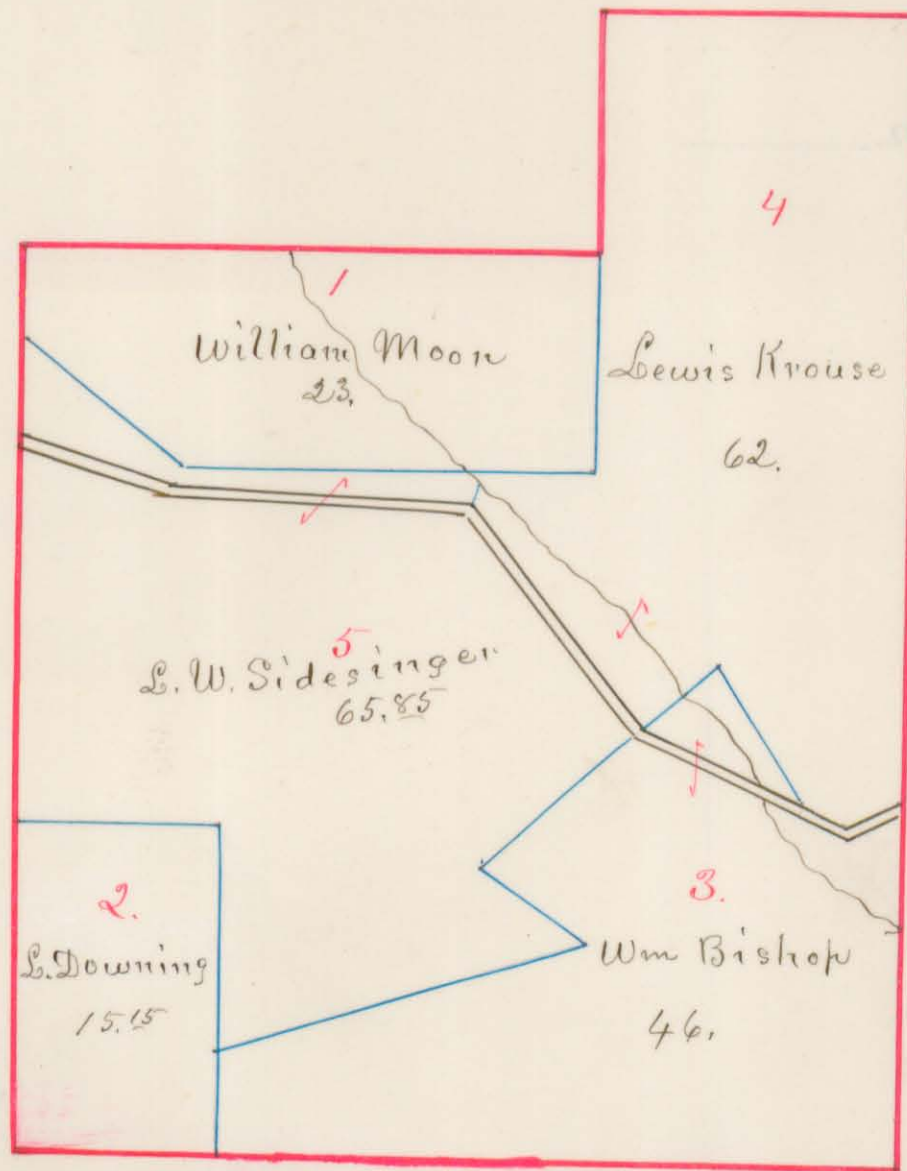 4
1
William Moon
23.
Lewis Krouse
62.
5
L. W. Sidesinger
65.85
2.
L. Downing
15.15
3.
Wm Bishop
46.